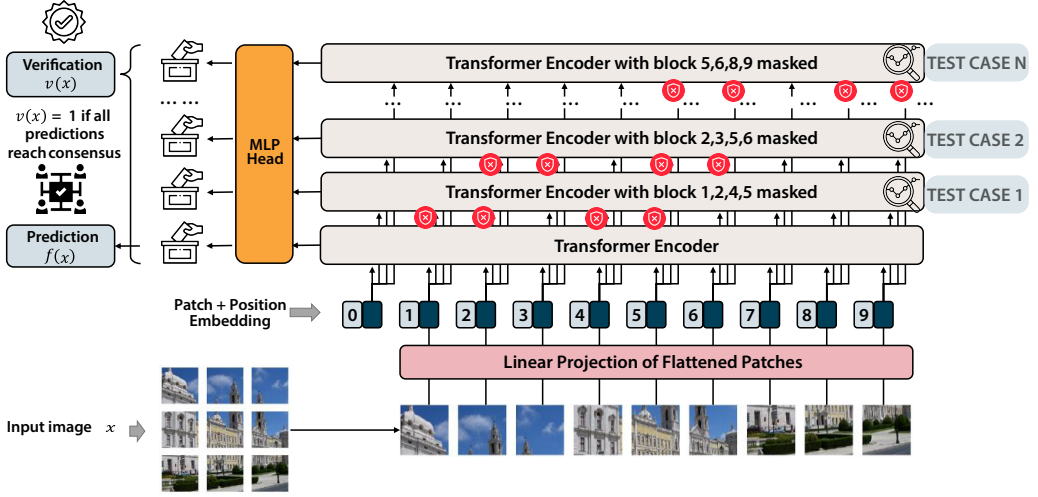 Verification
v(x)
v(x) = 1 if all
predictions
reach consensus
Prediction
f(x)
... ...
MLP
Head
Transformer Encoder with block 5,6,8,9 masked
TEST CASE N
... ... ... ... ... ... ... ...
Transformer Encoder with block 2,3,5,6 masked
TEST CASE 2
Transformer Encoder with block 1,2,4,5 masked
TEST CASE 1
Transformer Encoder
Patch + Position
Embedding
0 1 2 3 4 5 6 7 8 9
Linear Projection of Flattened Patches
Input image x